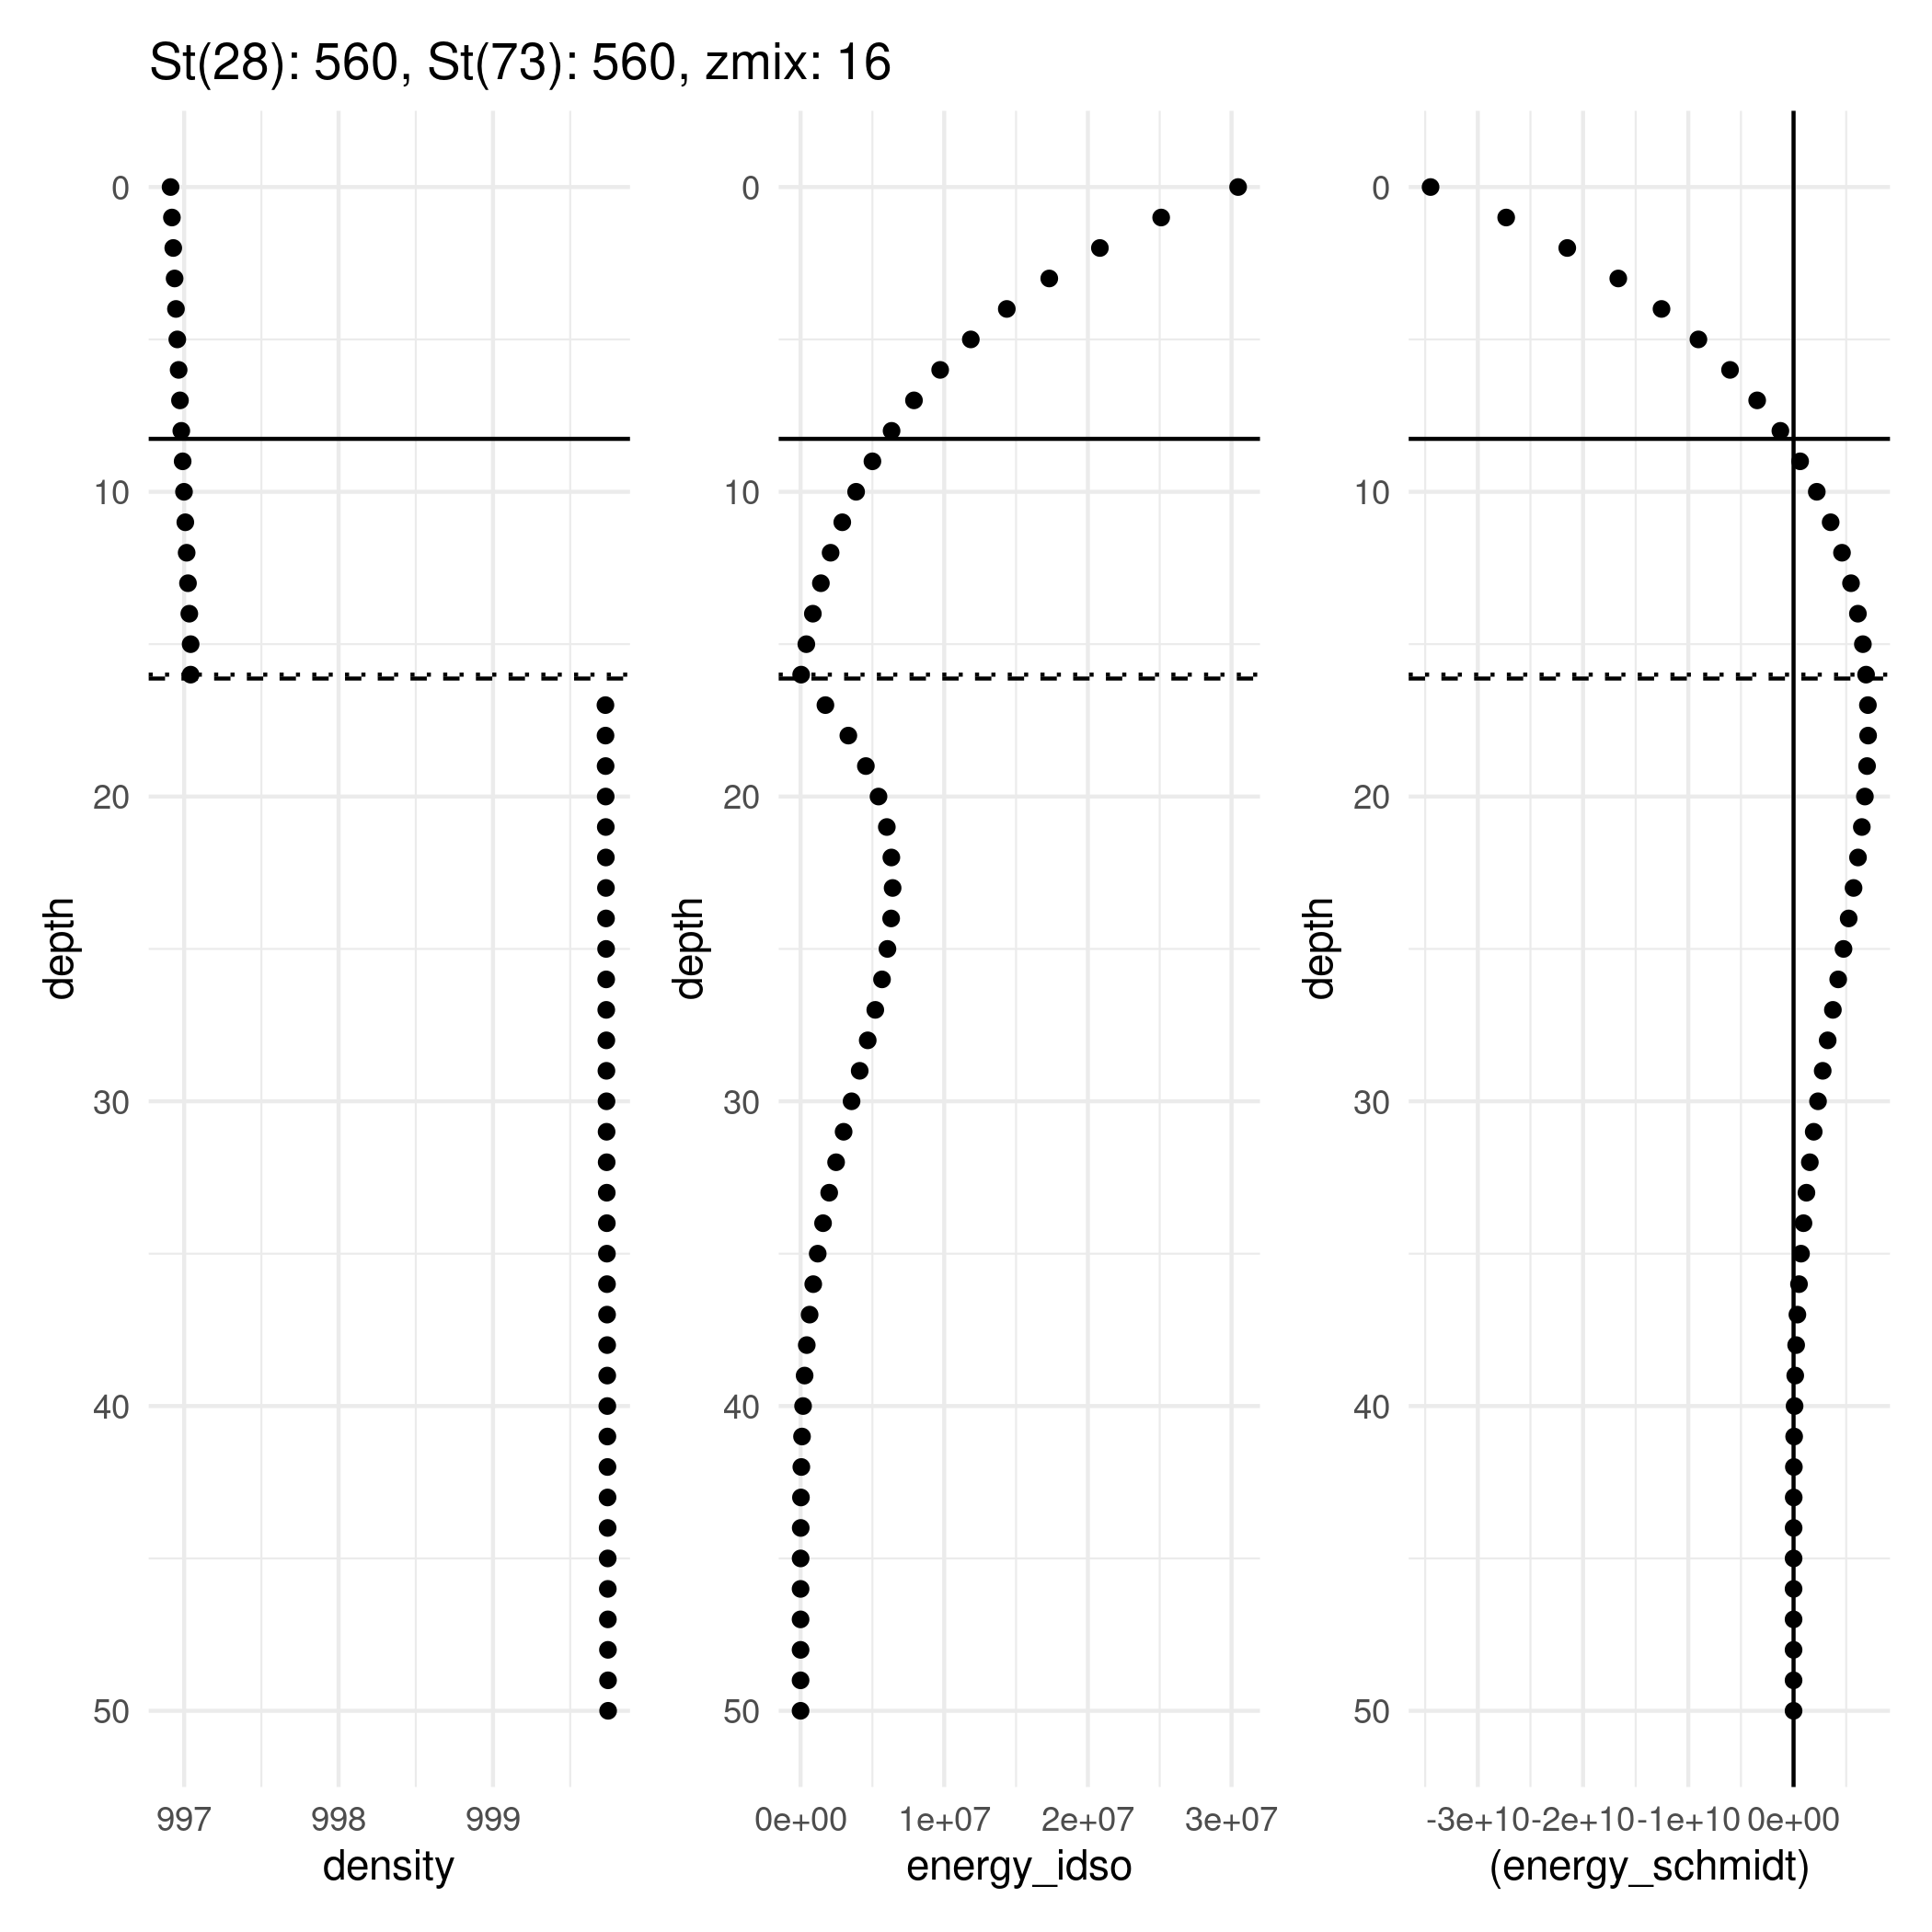 St(28): 560, St(73): 560, zmix: 16
0
10
20
30
40
50
depth
997
998
999
density
0
10
20
30
40
50
depth
0e+00
1e+07
2e+07
3e+07
energy_idso
0
10
20
30
40
50
depth
-3e+10
-2e+10
-1e+10
0e+00
(energy_schmidt)